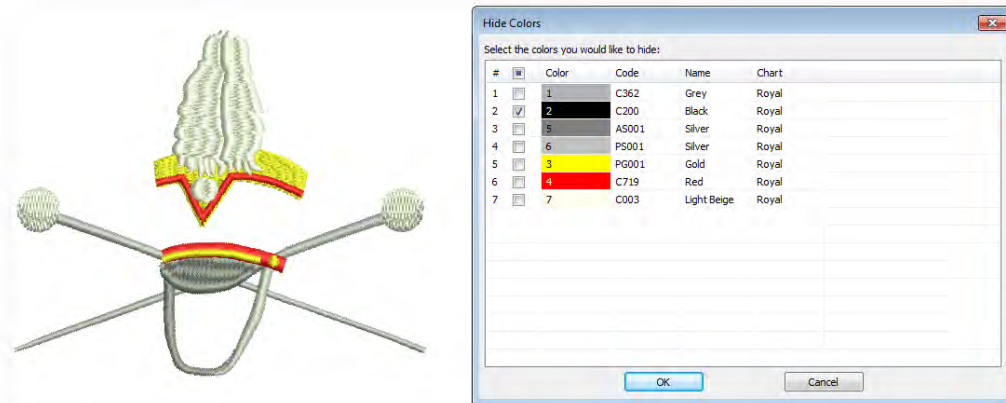 Hide Colors
Select the colors you would like to hide:
# Color Code Name Chart
1 1 C362 Grey Royal
2 2 C200 Black Royal
3 5 AS001 Silver Royal
4 6 PS001 Silver Royal
5 3 PG001 Gold Royal
6 4 C719 Red Royal
7 7 C003 Light Beige Royal
OK Cancel